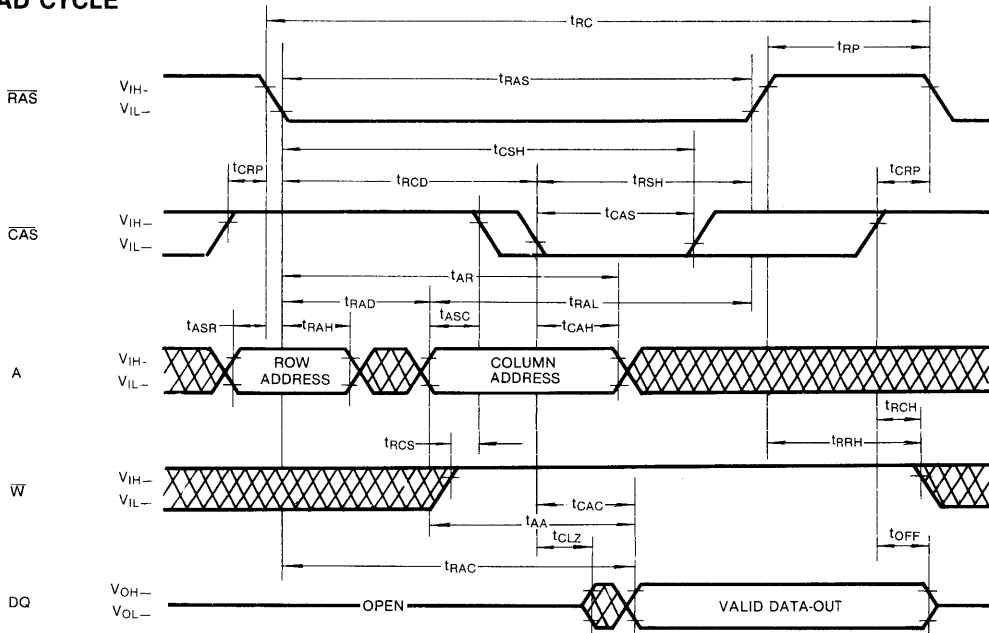 AD CYCLE
tRC
tRP
RAS
VIH-
VIL-
tRAS
tCSH
tCRP
tRCD
tRSH
tCRP
CAS
VIH-
VIL-
tCAS
tAR
tRAD
tRAL
tASR
tRAH
tASC
tCAH
A
VIH-
VIL-
ROW
ADDRESS
COLUMN
ADDRESS
tRCH
tRCS
tRRH
W
VIH-
VIL-
tCAC
tAA
tCLZ
tOFF
tRAC
DQ
VOH-
VOL-
OPEN
VALID DATA-OUT